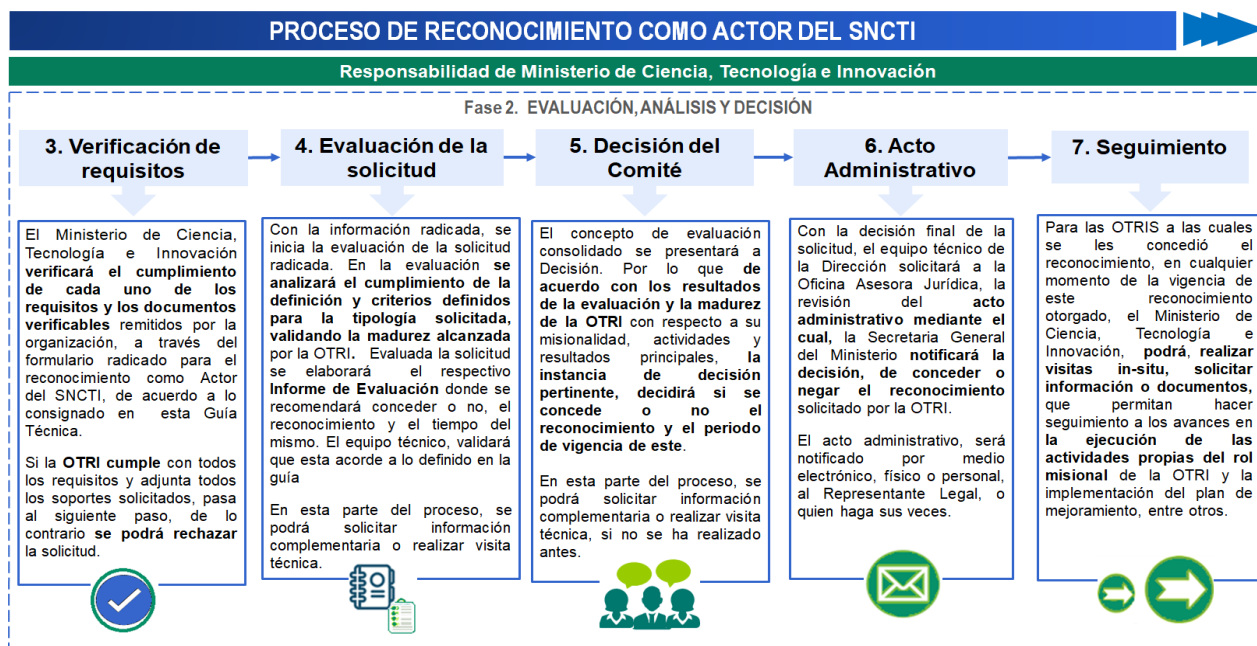 PROCESO DE RECONOCIMIENTO COMO ACTOR DEL SNCTI
Responsabilidad de Ministerio de Ciencia, Tecnología e Innovación
Fase 2. EVALUACIÓN, ANÁLISIS Y DECISIÓN
3. Verificación de
requisitos
El Ministerio de Ciencia,
Tecnología e Innovación
verificará el cumplimiento
de cada uno de los
requisitos y los documentos
verificables remitidos por la
organización, a través del
formulario radicado para el
reconocimiento como Actor
del SNCTI, de acuerdo a lo
consignado en esta Guía
Técnica.
Si la OTRI cumple con todos
los requisitos y adjunta todos
los soportes solicitados, pasa
al siguiente paso, de lo
contrario se podrá rechazar
la solicitud.
4. Evaluación de la
solicitud
Con la información radicada, se
inicia la evaluación de la solicitud
radicada. En la evaluación se
analizará el cumplimiento de la
definición y criterios definidos
para la tipología solicitada,
validando la madurez alcanzada
por la OTRI. Evaluada la solicitud
se elaborará el respectivo
Informe de Evaluación donde se
recomendará conceder o no, el
reconocimiento y el tiempo del
mismo. El equipo técnico, validará
que esta acorde a lo definido en la
guía
En esta parte del proceso, se
podrá solicitar información
complementaria o realizar visita
técnica.
5. Decisión del
Comité
El concepto de evaluación
consolidado se presentará a
Decisión. Por lo que de
acuerdo con los resultados
de la evaluación y la madurez
de la OTRI con respecto a su
misionalidad, actividades y
resultados principales, la
instancia de decisión
pertinente, decidirá si se
concede o no el
reconocimiento y el periodo
de vigencia de este.
En esta parte del proceso, se
podrá solicitar información
complementaria o realizar visita
técnica, si no se ha realizado
antes.
6. Acto
Administrativo
Con la decisión final de la
solicitud, el equipo técnico de
la Dirección solicitará a la
Oficina Asesora Jurídica, la
revisión del acto
administrativo mediante el
cual, la Secretaria General
del Ministerio notificará la
decisión, de conceder o
negar el reconocimiento
solicitado por la OTRI.
El acto administrativo, será
notificado por medio
electrónico, físico o personal,
al Representante Legal, o
quien haga sus veces.
7. Seguimiento
Para las OTRIS a las cuales
se les concedió el
reconocimiento, en cualquier
momento de la vigencia de
este reconocimiento
otorgado, el Ministerio de
Ciencia, Tecnología e
Innovación, podrá, realizar
visitas in-situ, solicitar
información o documentos,
que permitan hacer
seguimiento a los avances en
la ejecución de las
actividades propias del rol
misional de la OTRI y la
implementación del plan de
mejoramiento, entre otros.